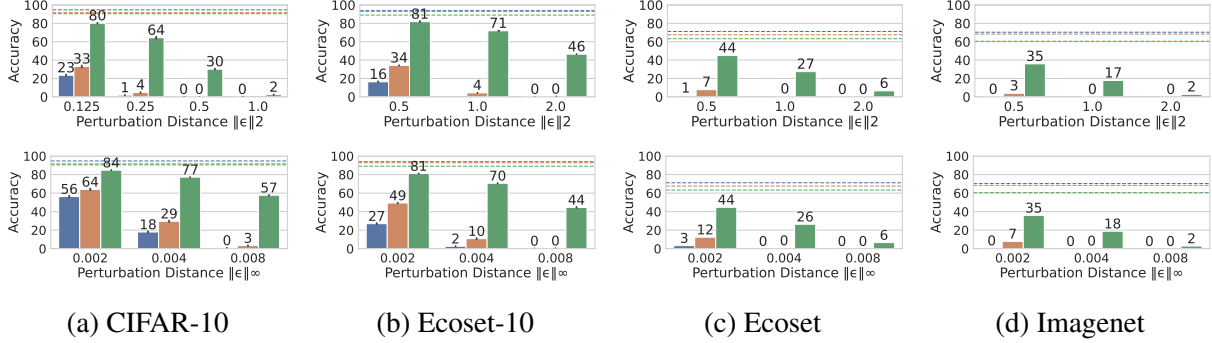 Accuracy
100
80
60
40
20
0
23 33 80
1 4 64
0 0 30
0 2
0.125 0.25 0.5 1.0
Perturbation Distance ‖ϵ‖2
Accuracy
100
80
60
40
20
0
16 34 81
4 71
0 0 46
0.5 1.0 2.0
Perturbation Distance ‖ϵ‖2
Accuracy
100
80
60
40
20
0
1 7 44
0 27
0 0 6
0.5 1.0 2.0
Perturbation Distance ‖ϵ‖2
Accuracy
100
80
60
40
20
0
0 3 35
0 17
0 0 2
0.5 1.0 2.0
Perturbation Distance ‖ϵ‖2
Accuracy
100
80
60
40
20
0
56 64 84
18 29 77
0 3 57
0.002 0.004 0.008
Perturbation Distance ‖ϵ‖∞
Accuracy
100
80
60
40
20
0
27 49 81
2 10 70
0 0 44
0.002 0.004 0.008
Perturbation Distance ‖ϵ‖∞
Accuracy
100
80
60
40
20
0
3 12 44
0 0 26
0 0 6
0.002 0.004 0.008
Perturbation Distance ‖ϵ‖∞
Accuracy
100
80
60
40
20
0
0 7 35
0 0 18
0 0 2
0.002 0.004 0.008
Perturbation Distance ‖ϵ‖∞
(a) CIFAR-10
(b) Ecoset-10
(c) Ecoset
(d) Imagenet